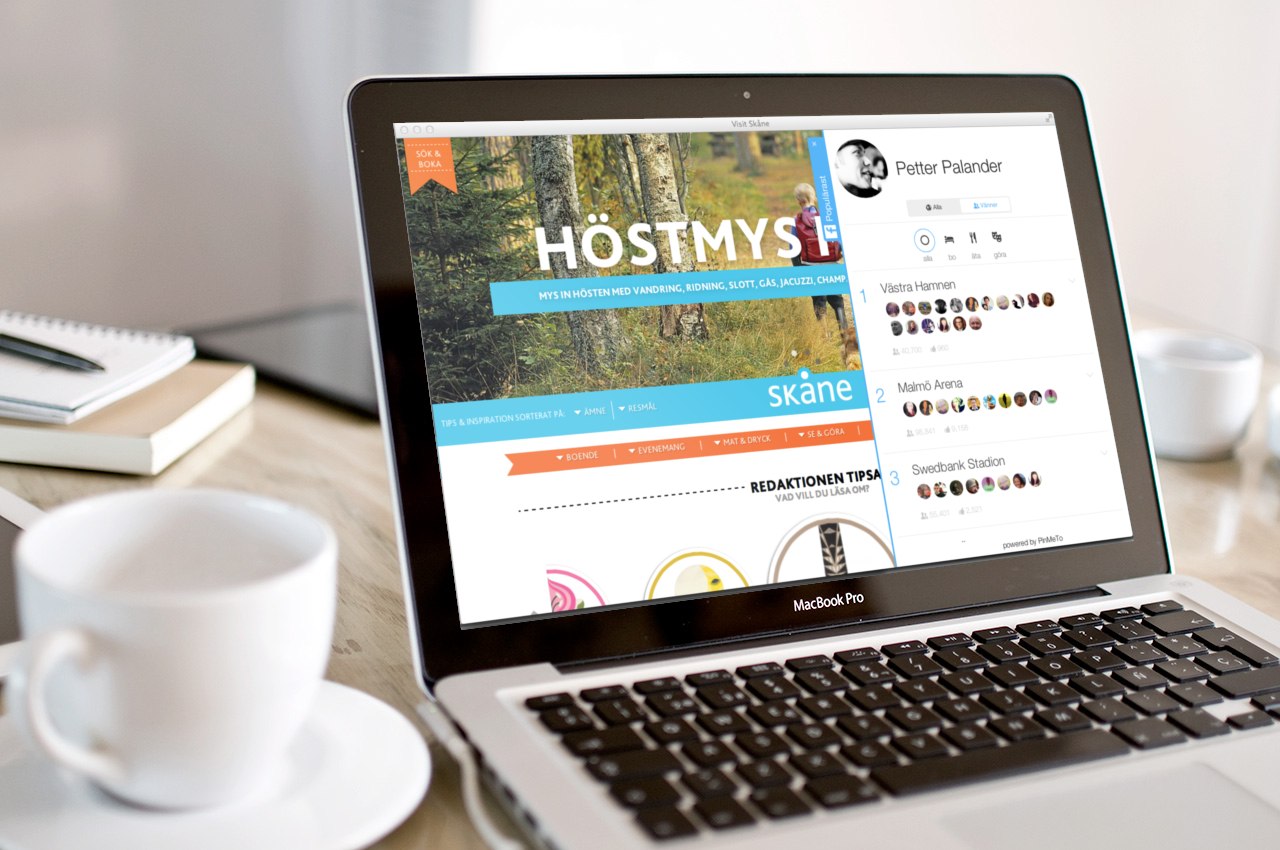 Visit Skåne
SÖK &
BOKA
HÖSTMYS I
MYS IN HÖSTEN MED VANDRING, RIDNING, SLOTT, GÅS, JACUZZI, CHAMP
skåne
TIPS & INSPIRATION SORTERAT PÅ: ÄMNE | RESMÅL
BOENDE | EVENEMANG | MAT & DRYCK | SE & GÖRA |
REDAKTIONEN TIPSA
VAD VILL DU LÄSA OM?
Populärast
Petter Palander
Alla Vänner
alla bo äta göra
1 Västra Hamnen
2 Malmö Arena
3 Swedbank Stadion
powered by PinMeTo
MacBook Pro